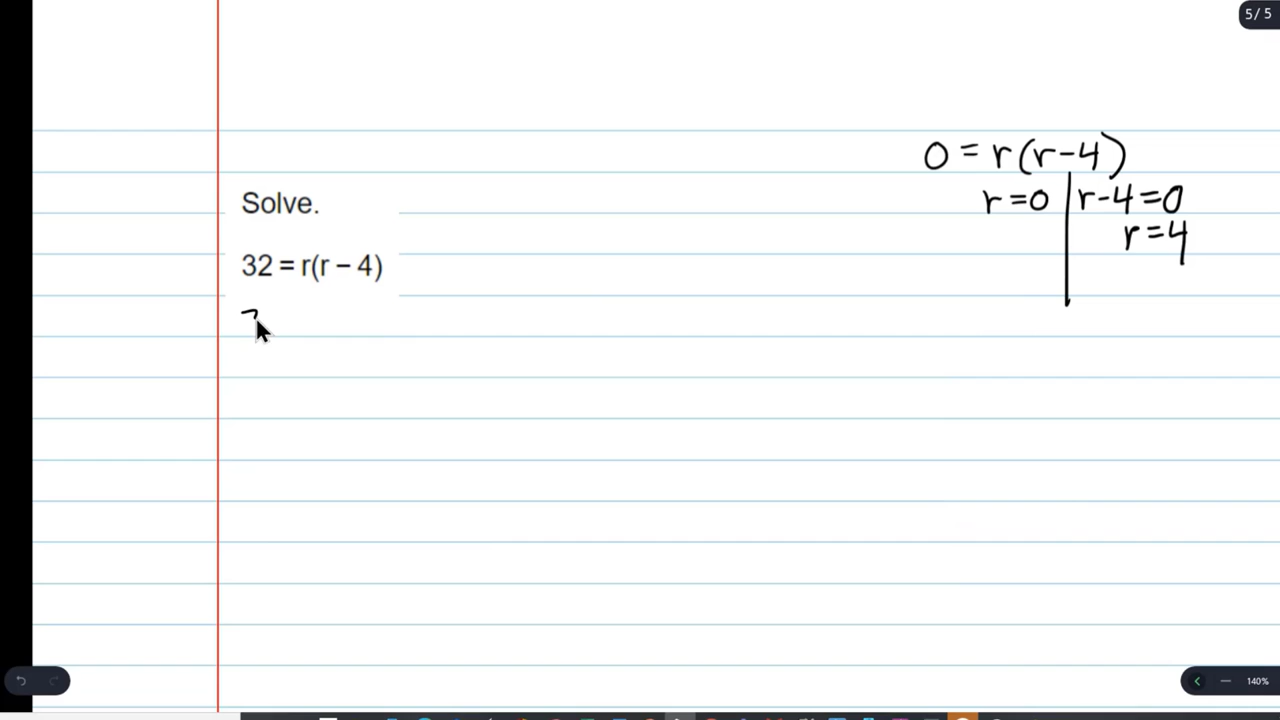 5/5
0 = r(r-4)
r=0 | r-4=0
r=4
Solve.
32 = r(r − 4)
140%